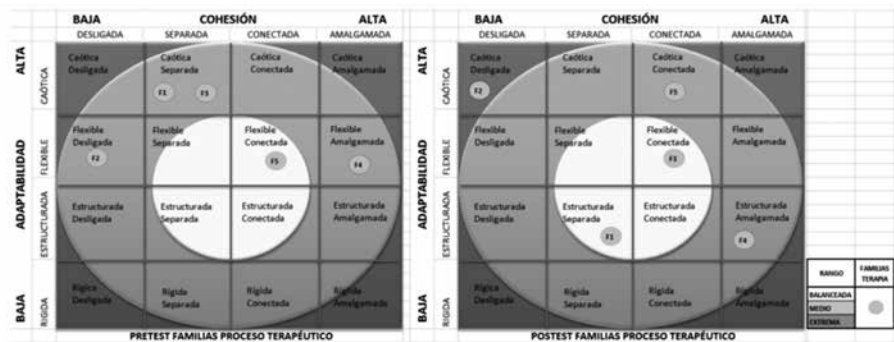 BAJA COHESIÓN ALTA
DESLIGADA SEPARADA CONECTADA AMALGAMADA
ALTA
ADAPTABILIDAD
BAJA
CAÓTICA
FLEXIBLE
ESTRUCTURADA
RIGIDA
Caótica Desligada
Caótica Separada
Caótica Conectada
Caótica Amalgamada
F1 F3
Flexible Desligada
Flexible Separada
Flexible Conectada
Flexible Amalgamada
F2 F5 F4
Estructurada Desligada
Estructurada Separada
Estructurada Conectada
Estructurada Amalgamada
Rígida Desligada
Rígida Separada
Rígida Conectada
Rígida Amalgamada
PRETEST FAMILIAS PROCESO TERAPÉUTICO
BAJA COHESIÓN ALTA
DESLIGADA SEPARADA CONECTADA AMALGAMADA
ALTA
ADAPTABILIDAD
BAJA
CAÓTICA
FLEXIBLE
ESTRUCTURADA
RIGIDA
Caótica Desligada
Caótica Separada
Caótica Conectada
Caótica Amalgamada
F2 F5
Flexible Desligada
Flexible Separada
Flexible Conectada
Flexible Amalgamada
F3
Estructurada Desligada
Estructurada Separada
Estructurada Conectada
Estructurada Amalgamada
F1 F4
Rígida Desligada
Rígida Separada
Rígida Conectada
Rígida Amalgamada
POSTEST FAMILIAS PROCESO TERAPÉUTICO
RANGO FAMILIAS TERAPIA
BALANCEADA
MEDIO
EXTREMA